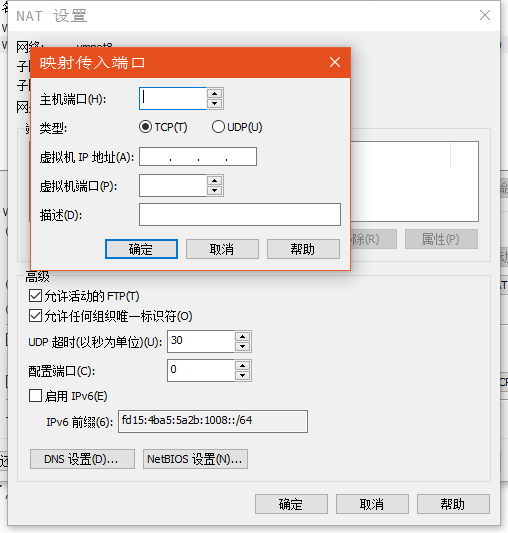 NAT 设置
网络: vmnet8
映射传入端口
主机端口(H):
类型: TCP(T) UDP(U)
虚拟机 IP 地址(A): . . .
虚拟机端口(P):
描述(D):
确定 取消 帮助
除(R) 属性(P)
高级
允许活动的 FTP(T)
允许任何组织唯一标识符(O)
UDP 超时(以秒为单位)(U): 30
配置端口(C): 0
启用 IPv6(E)
IPv6 前缀(6): fd15:4ba5:5a2b:1008::/64
DNS 设置(D)... NetBIOS 设置(N)...
确定 取消 帮助